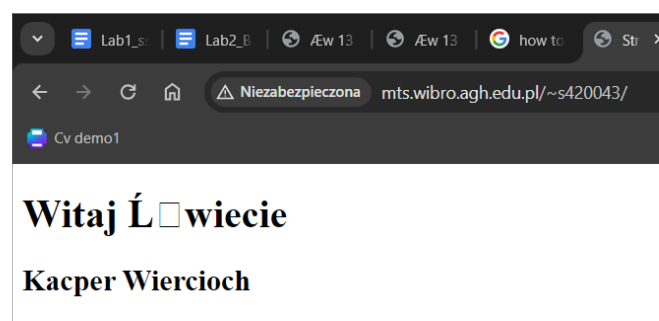 Lab1_s
Lab2_B
Æw 13
Æw 13
how to
Str
Niezabezpieczona
mts.wibro.agh.edu.pl/~s420043/
Cv demo1
Witaj Ĺ□wiecie
Kacper Wiercioch